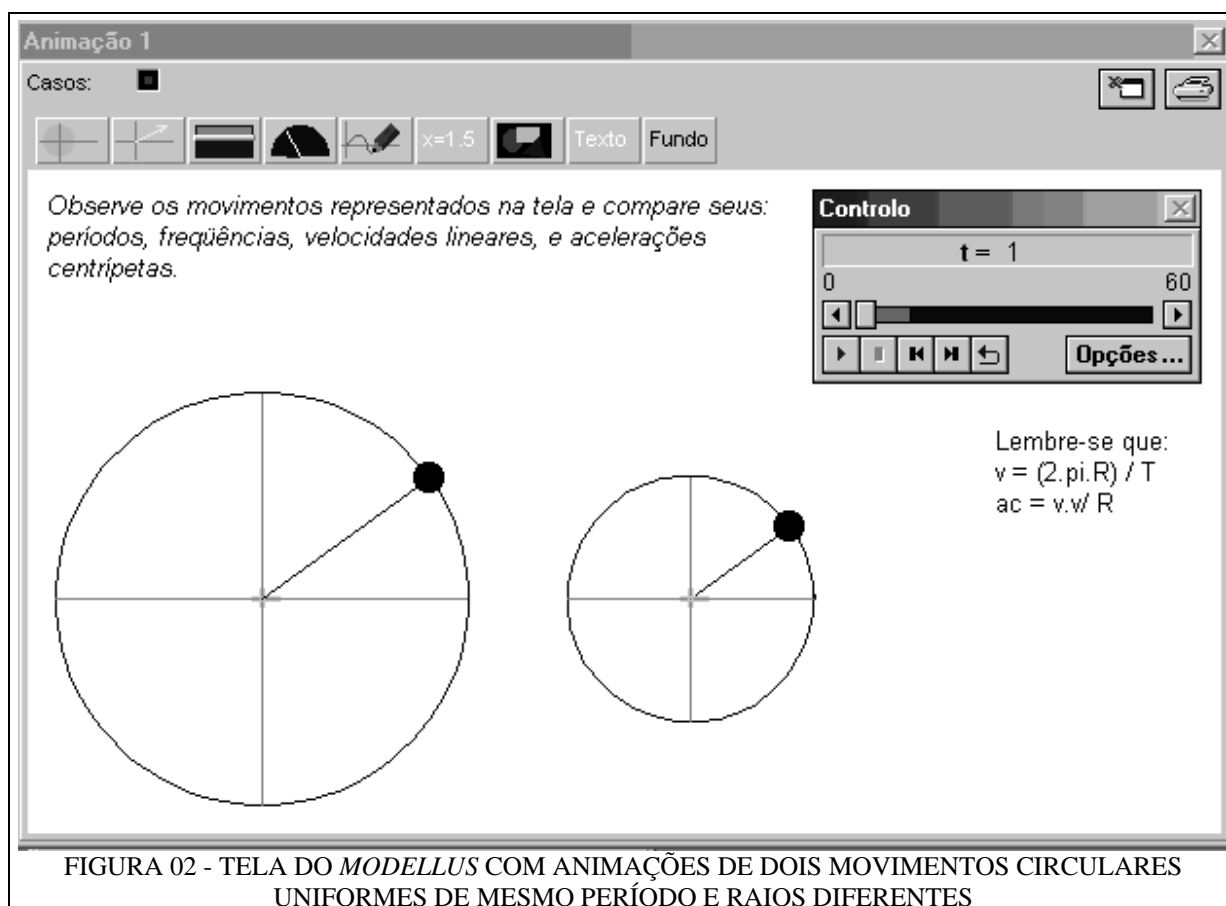 Animação 1
Casos:
x=1.5 Texto Fundo
Observe os movimentos representados na tela e compare seus:
períodos, freqüências, velocidades lineares, e acelerações
centrípetas.
Controlo
t = 1
0 60
Opções...
Lembre-se que:
v = (2.pi.R) / T
ac = v.v/ R
FIGURA 02 - TELA DO MODELLUS COM ANIMAÇÕES DE DOIS MOVIMENTOS CIRCULARES
UNIFORMES DE MESMO PERÍODO E RAIOS DIFERENTES